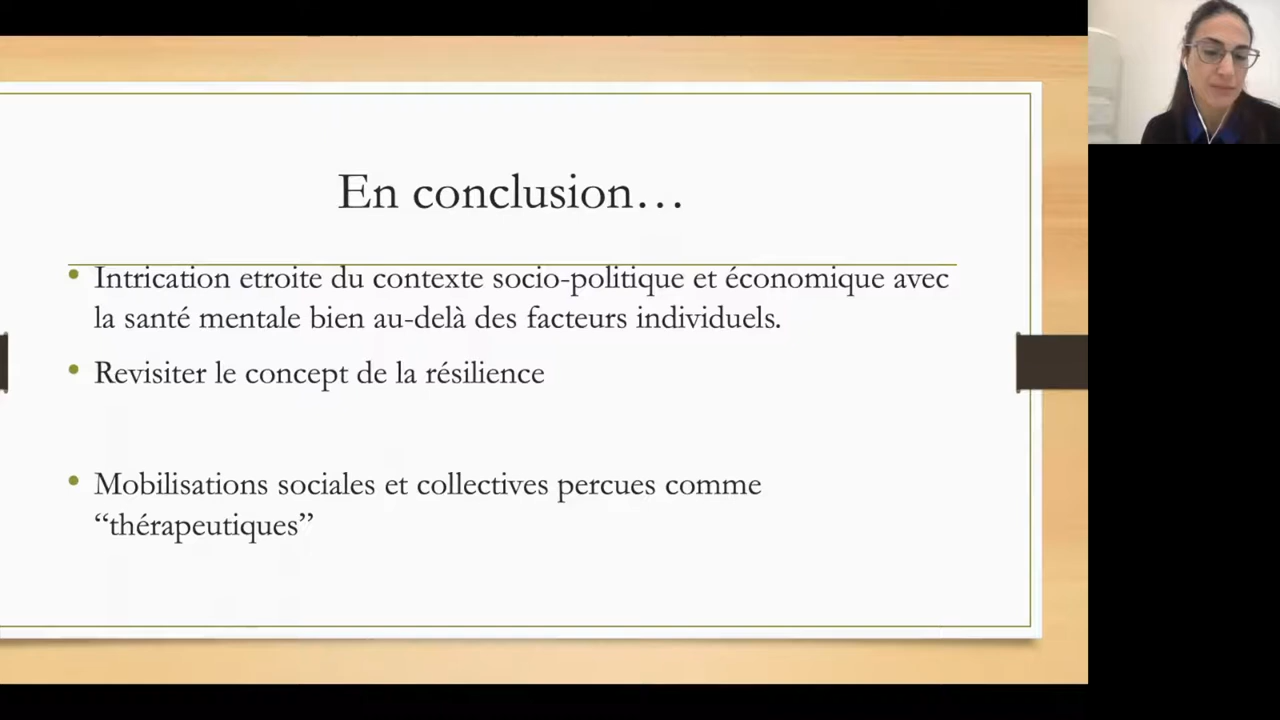 En conclusion…
• Intrication etroite du contexte socio-politique et économique avec
la santé mentale bien au-delà des facteurs individuels.
• Revisiter le concept de la résilience
• Mobilisations sociales et collectives percues comme
“thérapeutiques”